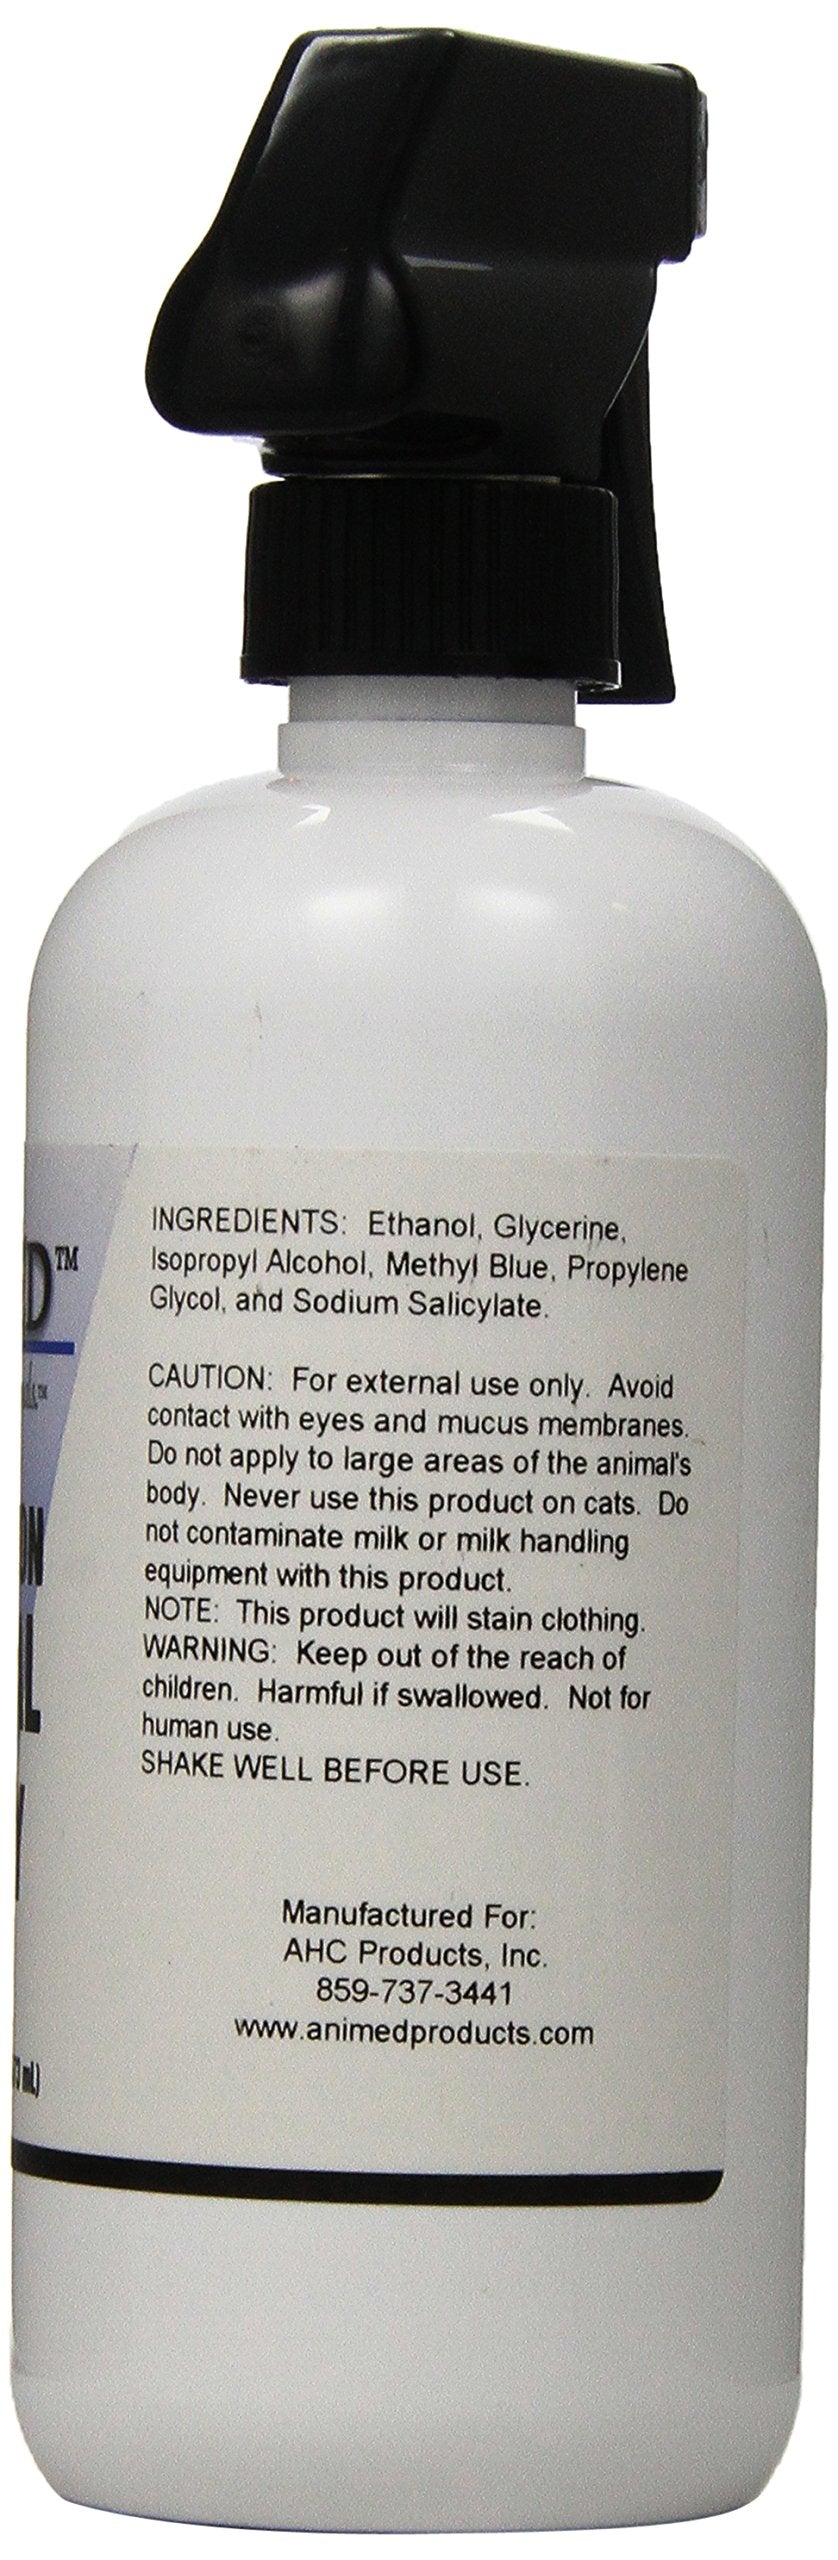 INGREDIENTS: Ethanol, Glycerine,
Isopropyl Alcohol, Methyl Blue, Propylene
Glycol, and Sodium Salicylate.
CAUTION: For external use only. Avoid
contact with eyes and mucus membranes.
Do not apply to large areas of the animal's
body. Never use this product on cats. Do
not contaminate milk or milk handling
equipment with this product.
NOTE: This product will stain clothing.
WARNING: Keep out of the reach of
children. Harmful if swallowed. Not for
human use.
SHAKE WELL BEFORE USE.
Manufactured For:
AHC Products, Inc.
859-737-3441
www.animedproducts.com